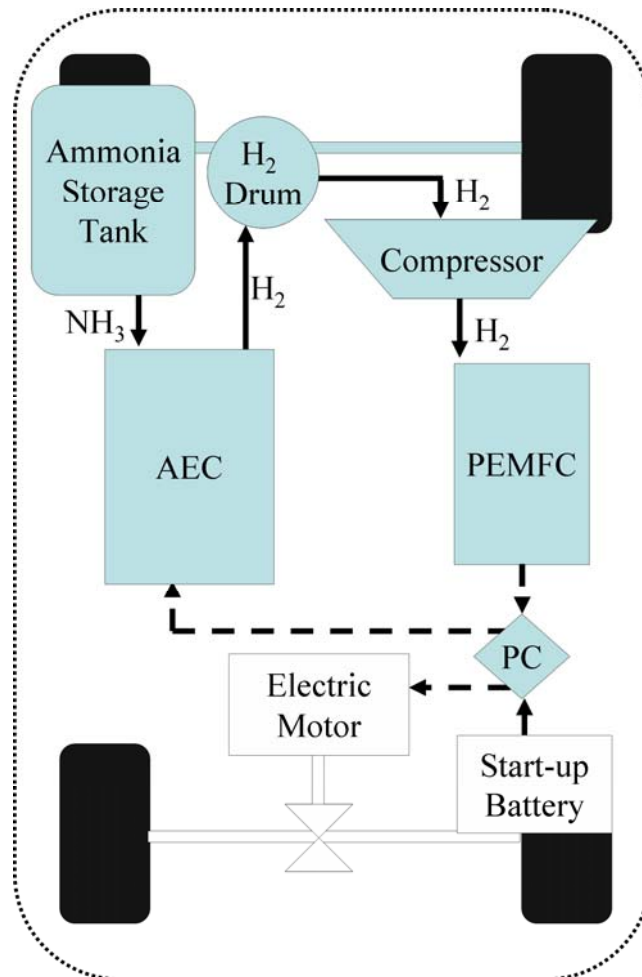 Ammonia
Storage
Tank
H₂
Drum
H₂
Compressor
NH₃
H₂
H₂
AEC
PEMFC
PC
Electric
Motor
Start-up
Battery